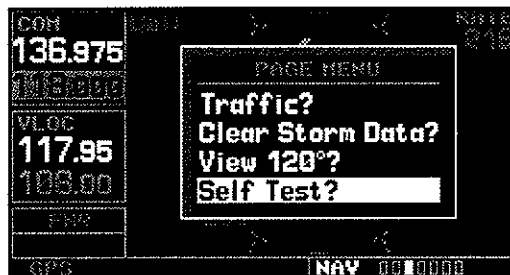 COM
136.975
VLOC
117.95
108.00
ENR
GPS
PAGE MENU
Traffic?
Clear Storm Data?
View 120°?
Self Test?
NAV